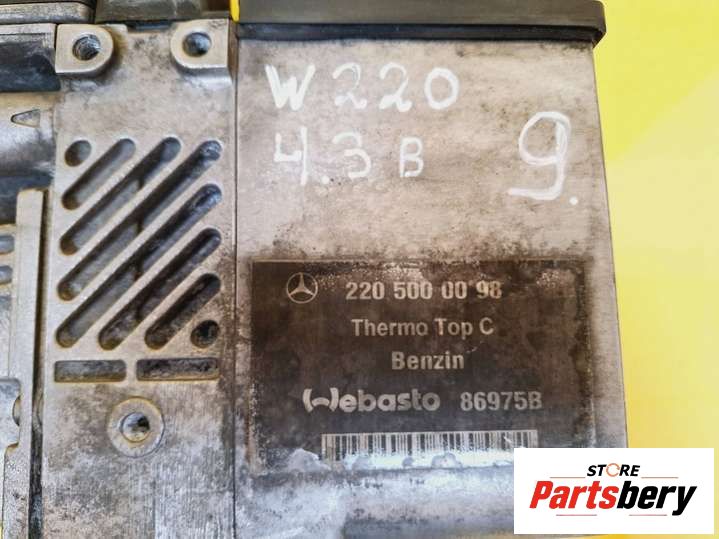 W220
4.3 B 9.
220 500 00 98
Thermo Top C
Benzin
Webasto 86975B
STORE
Partsbery